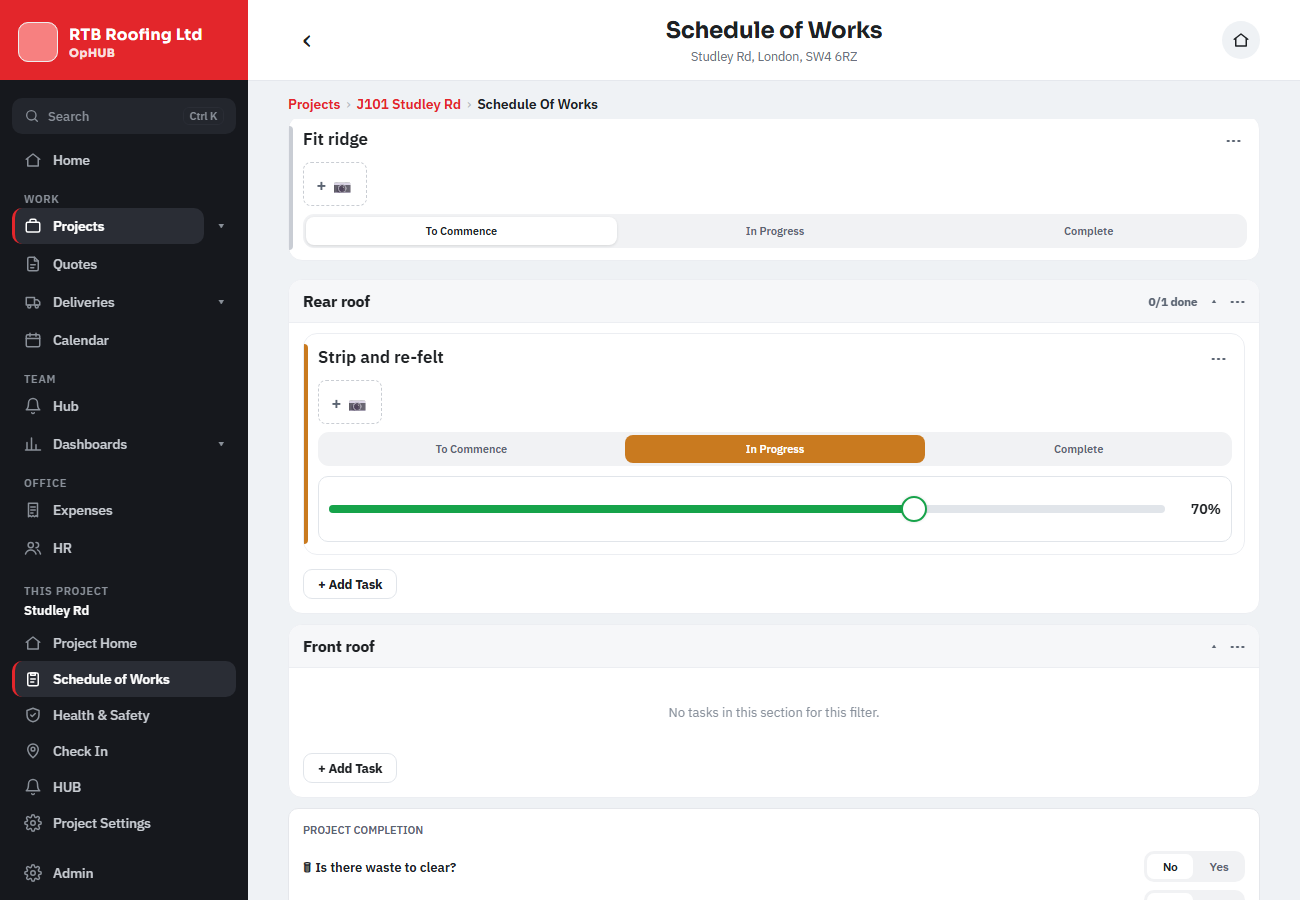 RTB Roofing Ltd
OpHUB
Search
Ctrl K
Home
WORK
Projects
Quotes
Deliveries
Calendar
TEAM
Hub
Dashboards
OFFICE
Expenses
HR
THIS PROJECT
Studley Rd
Project Home
Schedule of Works
Health & Safety
Check In
HUB
Project Settings
Admin
Schedule of Works
Studley Rd, London, SW4 6RZ
Projects › J101 Studley Rd › Schedule Of Works
Fit ridge
+
To Commence In Progress Complete
Rear roof
0/1 done
Strip and re-felt
+
To Commence In Progress Complete
70%
+ Add Task
Front roof
No tasks in this section for this filter.
+ Add Task
PROJECT COMPLETION
Is there waste to clear?
No Yes